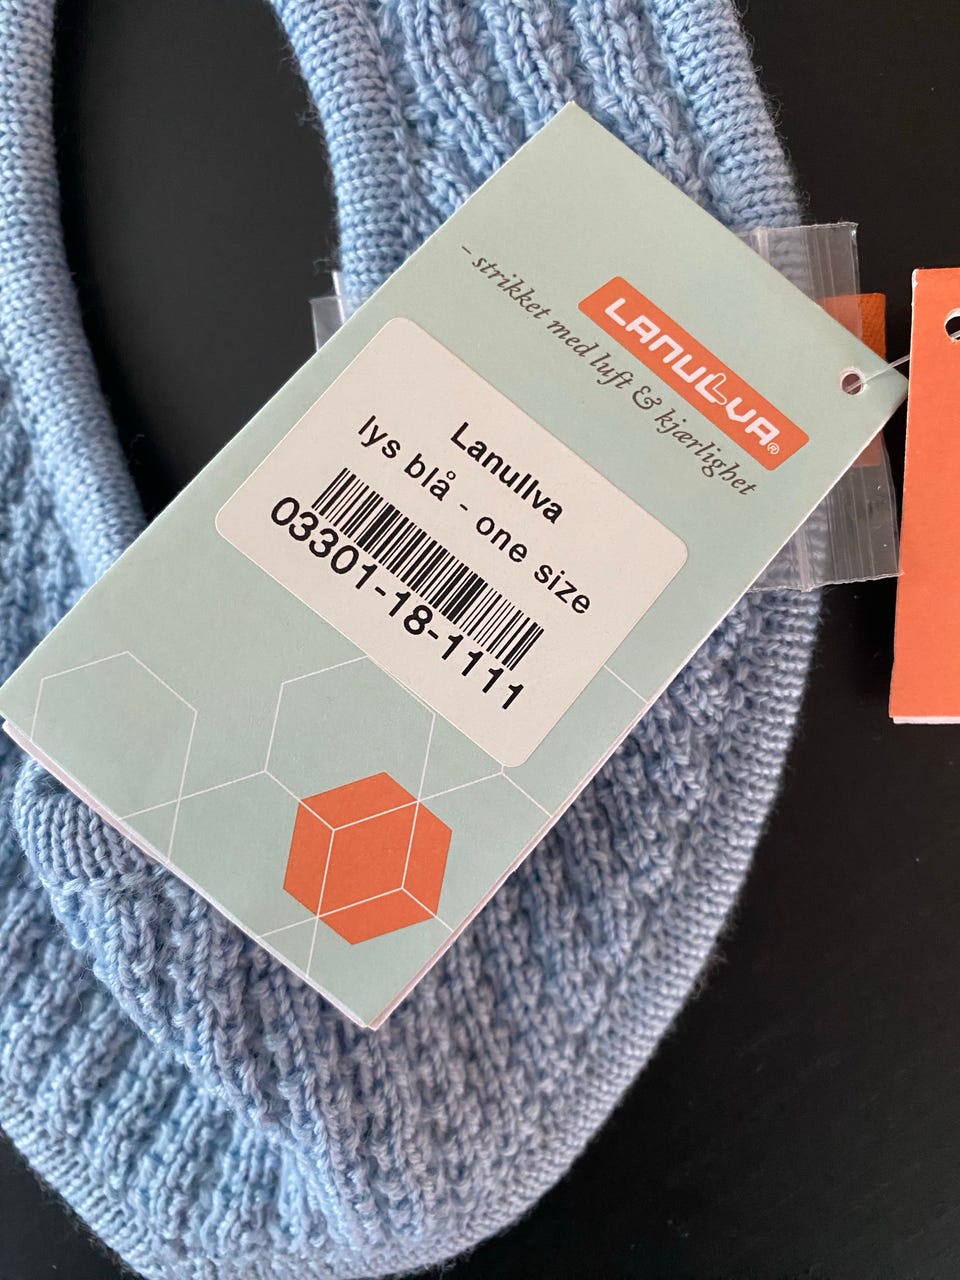 LANULLVA®
– strikket med luft & kjærlighet
Lanullva
lys blå - one size
03301-18-1111